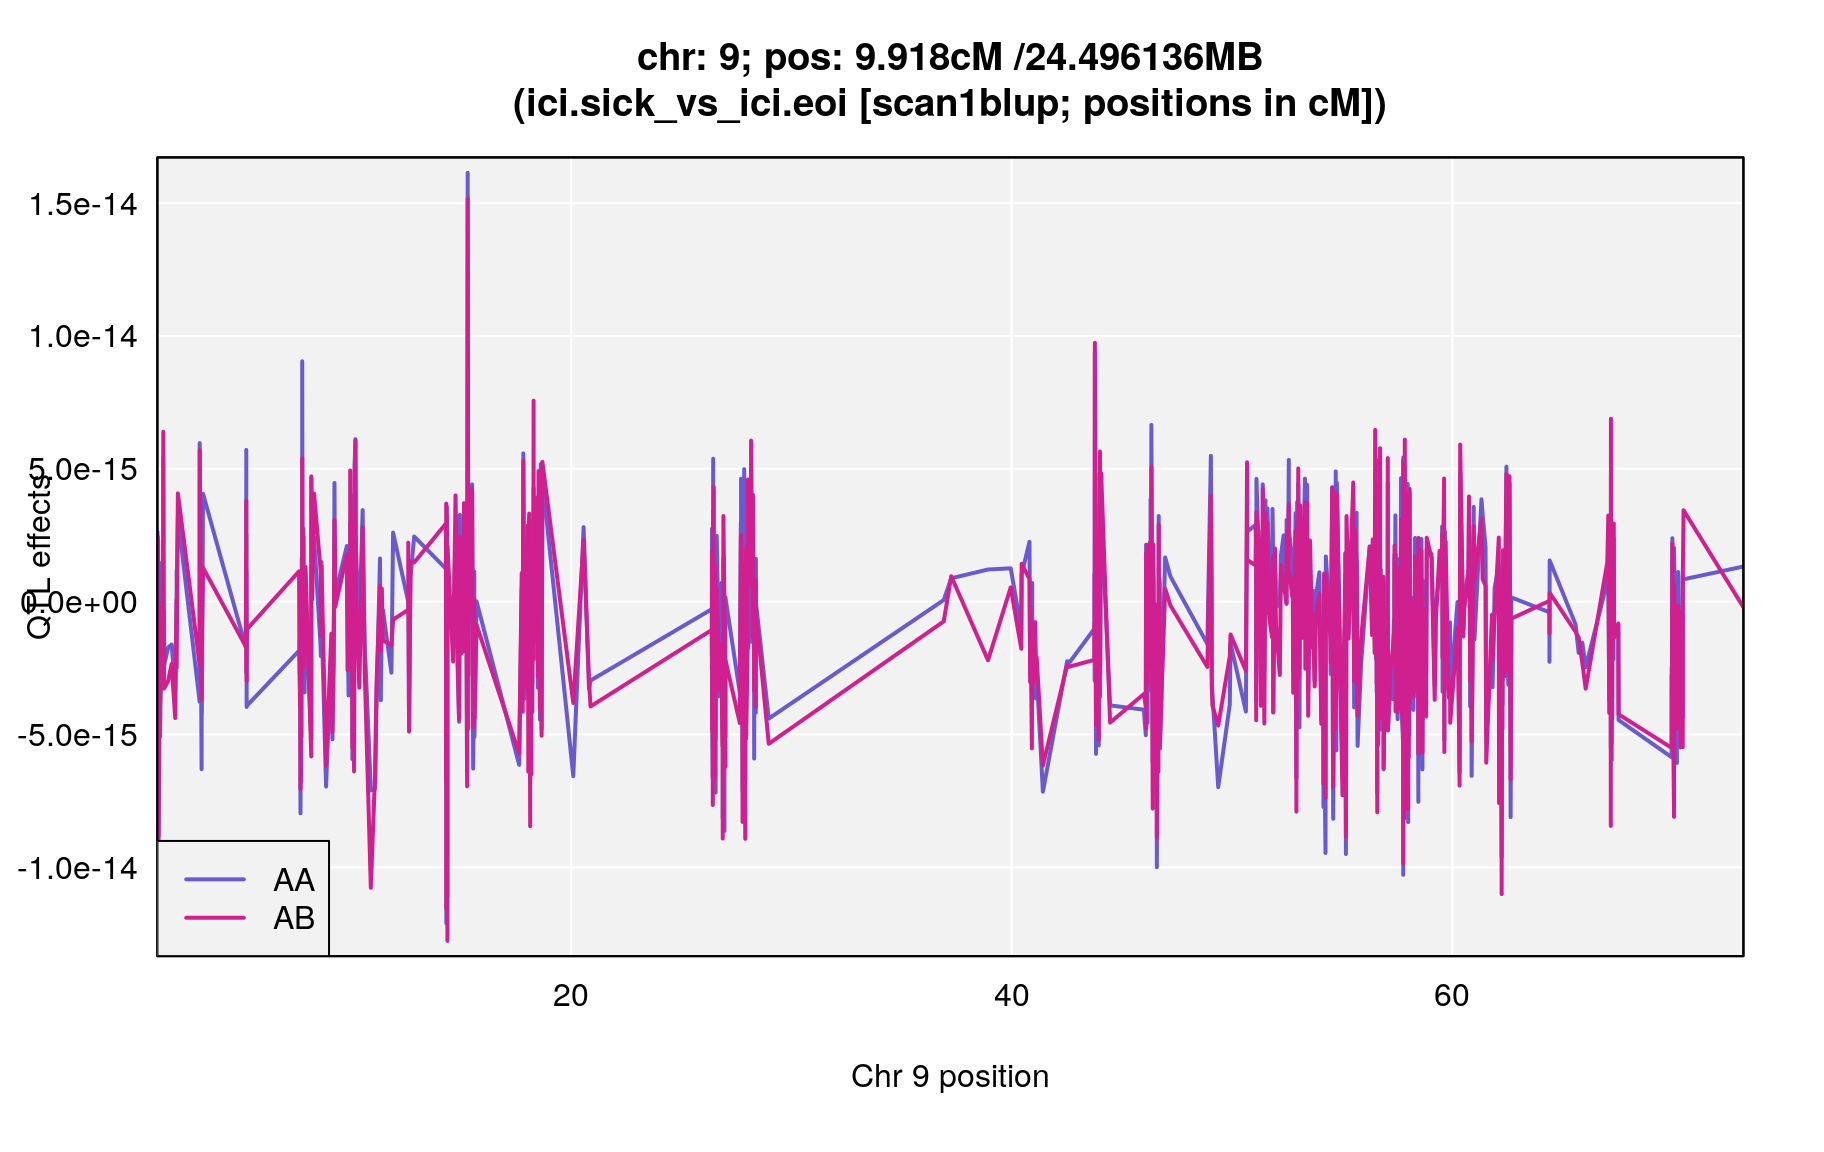 chr: 9; pos: 9.918cM /24.496136MB
(ici.sick_vs_ici.eoi [scan1blup; positions in cM])
QTL effects
1.5e-14
1.0e-14
5.0e-15
0.0e+00
-5.0e-15
-1.0e-14
AA
AB
20
40
60
Chr 9 position